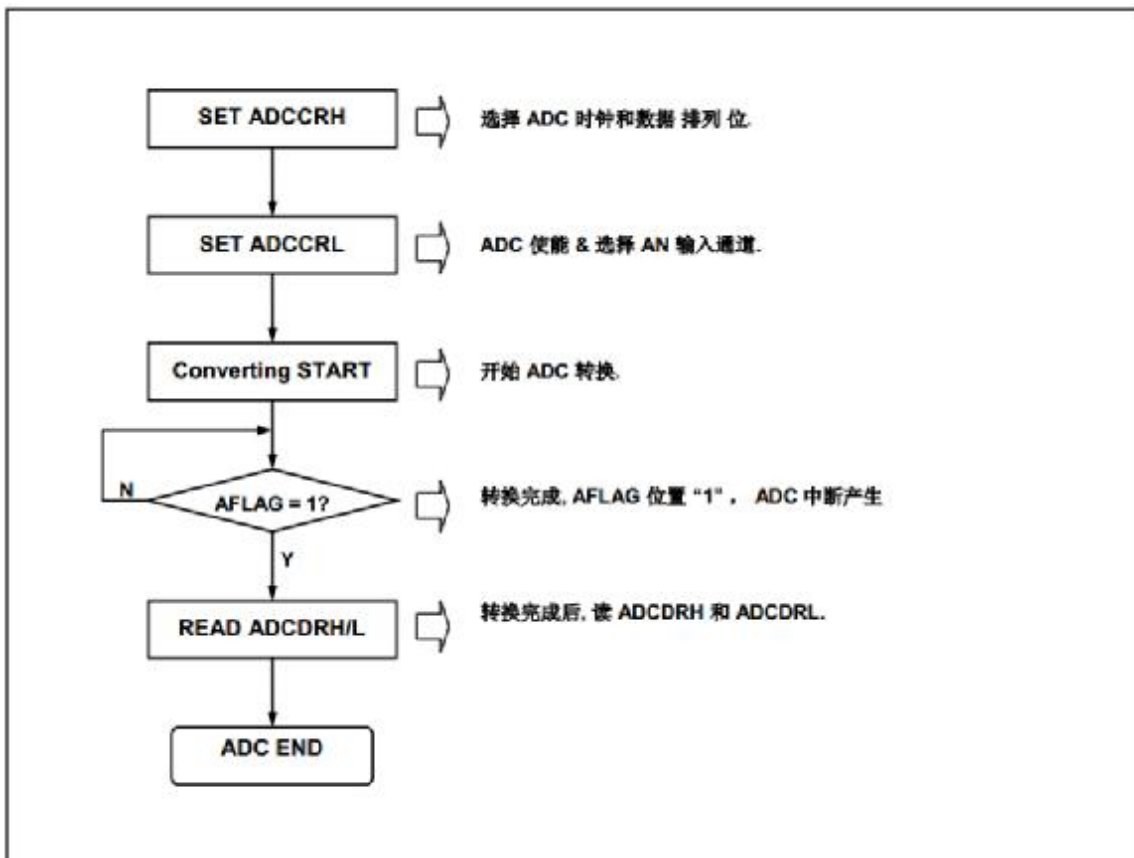 SET ADCCRH
选择 ADC 时钟和数据 排列 位.
SET ADCCRL
ADC 使能 & 选择 AN 输入通道.
Converting START
开始 ADC 转换.
N
AFLAG = 1?
转换完成, AFLAG 位置 “1” ， ADC 中断产生
Y
READ ADCDRH/L
转换完成后, 读 ADCDRH 和 ADCDRL.
ADC END